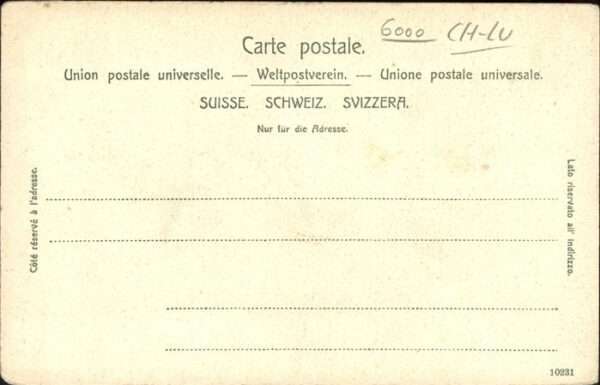 6000 CH-LU
Carte postale.
Union postale universelle. — Weltpostverein. — Unione postale universale.
SUISSE. SCHWEIZ. SVIZZERA.
Nur für die Adresse.
Côté réservé à l'adresse.
Lato riservato all' indirizzo.
10231